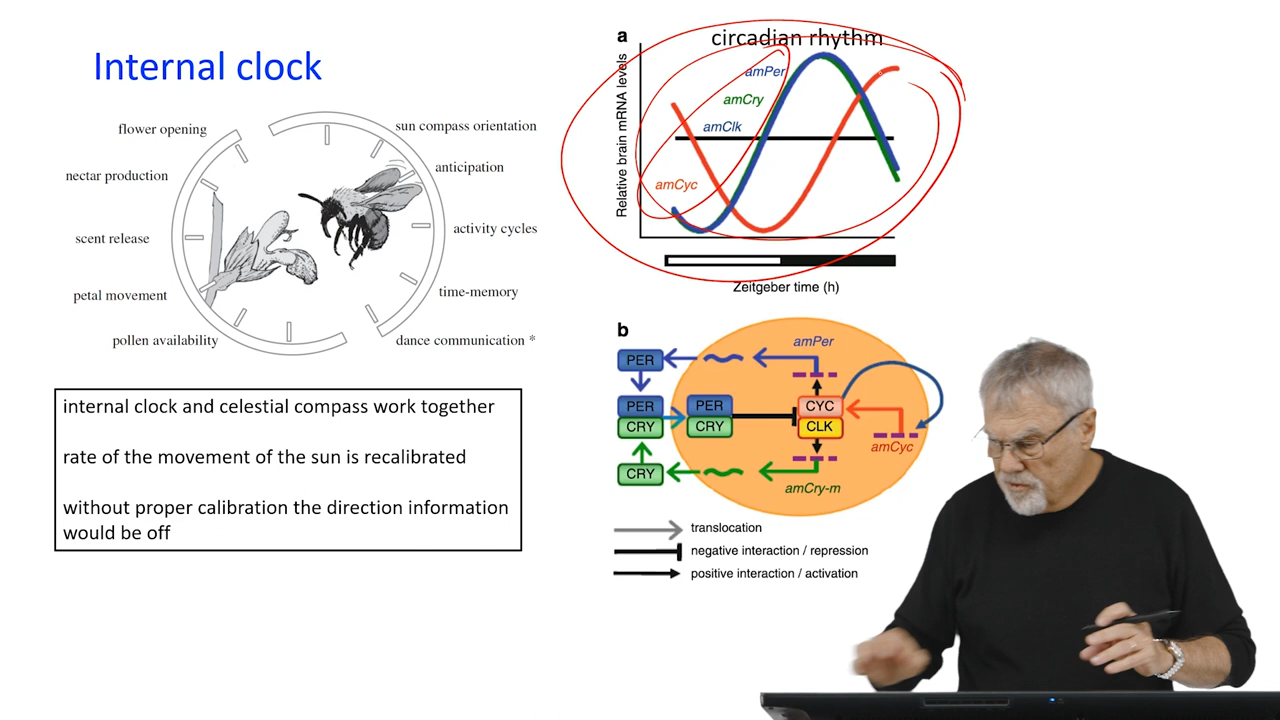 Internal clock
flower opening
nectar production
scent release
petal movement
pollen availability
sun compass orientation
anticipation
activity cycles
time-memory
dance communication *
internal clock and celestial compass work together
rate of the movement of the sun is recalibrated
without proper calibration the direction information
would be off
a
circadian rhythm
Relative brain mRNA levels
amPer
amCry
amClk
amCyc
Zeitgeber time (h)
b
amPer
PER
PER
CRY
PER
CRY
CYC
CLK
amCyc
CRY
amCry-m
translocation
negative interaction / repression
positive interaction / activation